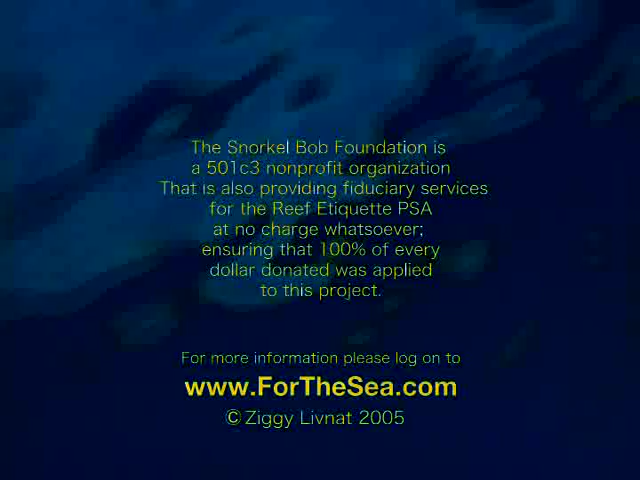 The Snorkel Bob Foundation is
a 501c3 nonprofit organization
That is also providing fiduciary services
for the Reef Etiquette PSA
at no charge whatsoever;
ensuring that 100% of every
dollar donated was applied
to this project.
For more information please log on to
www.ForTheSea.com
© Ziggy Livnat 2005